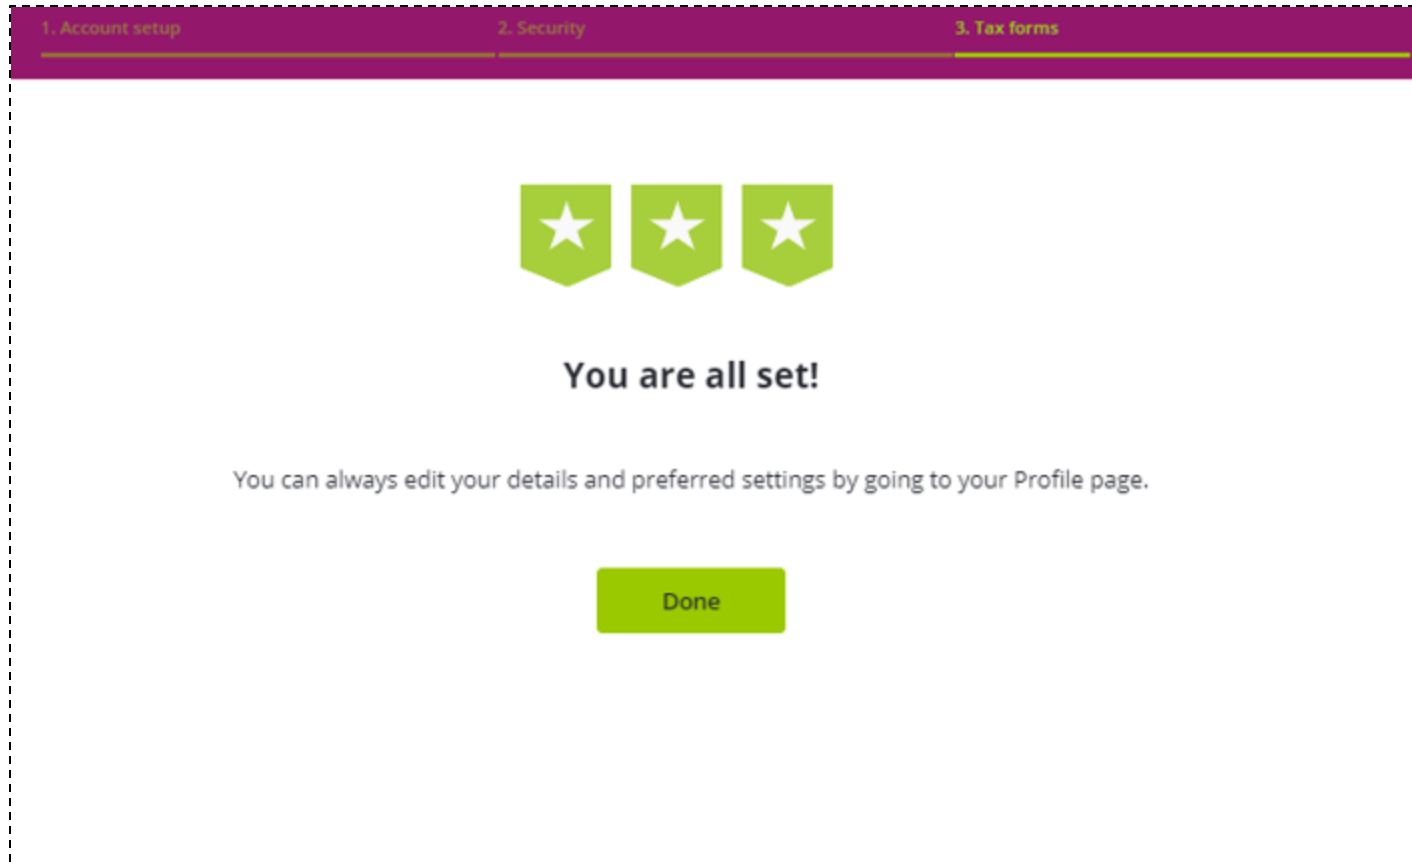 1. Account setup
2. Security
3. Tax forms
You are all set!
You can always edit your details and preferred settings by going to your Profile page.
Done